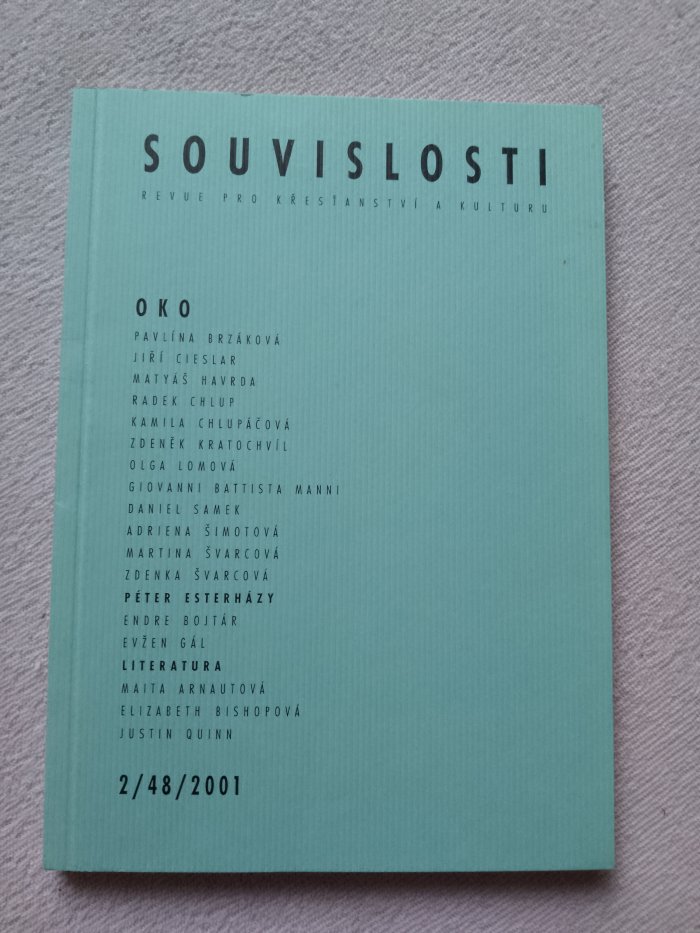 SOUVISLOSTI
REVUE PRO KŘESŤANSTVÍ A KULTURU
OKO
PAVLÍNA BRZÁKOVÁ
JIŘÍ CIESLAR
MATYÁŠ HAVRDA
RADEK CHLUP
KAMILA CHLUPÁČOVÁ
ZDENĚK KRATOCHVÍL
OLGA LOMOVÁ
GIOVANNI BATTISTA MANNI
DANIEL SAMEK
ADRIENA ŠIMOTOVÁ
MARTINA ŠVARCOVÁ
ZDENKA ŠVARCOVÁ
PÉTER ESTERHÁZY
ENDRE BOJTÁR
EVŽEN GÁL
LITERATURA
MAITA ARNAUTOVÁ
ELIZABETH BISHOPOVÁ
JUSTIN QUINN
2/48/2001